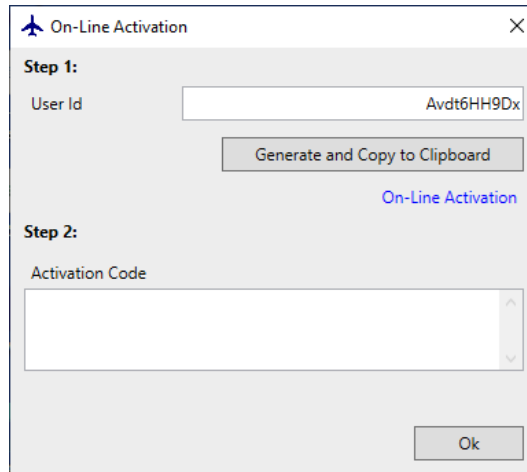 On-Line Activation
Step 1:
User Id Avdt6HH9Dx
Generate and Copy to Clipboard
On-Line Activation
Step 2:
Activation Code
Ok